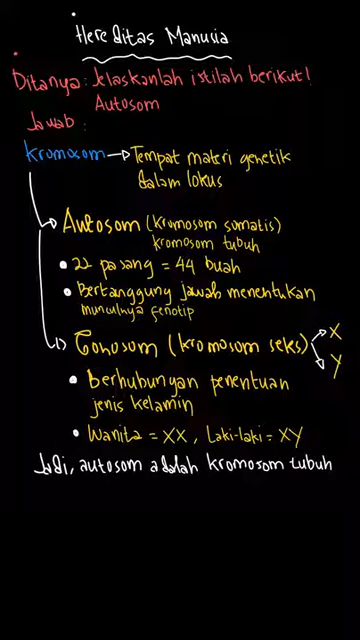 Hereditas Manusia
Ditanya: Jelaskanlah istilah berikut!
Autosom
Jawab:
Kromosom → Tempat materi genetik
dalam lokus
Autosom (kromosom somatis)
kromosom tubuh
• 22 pasang = 44 buah
• Bertanggung jawab menentukan
munculnya fenotip
Gonosom (kromosom seks) X
Y
• Berhubungan penentuan
jenis kelamin
• Wanita = XX, Laki-laki = XY
Jadi, autosom adalah kromosom tubuh